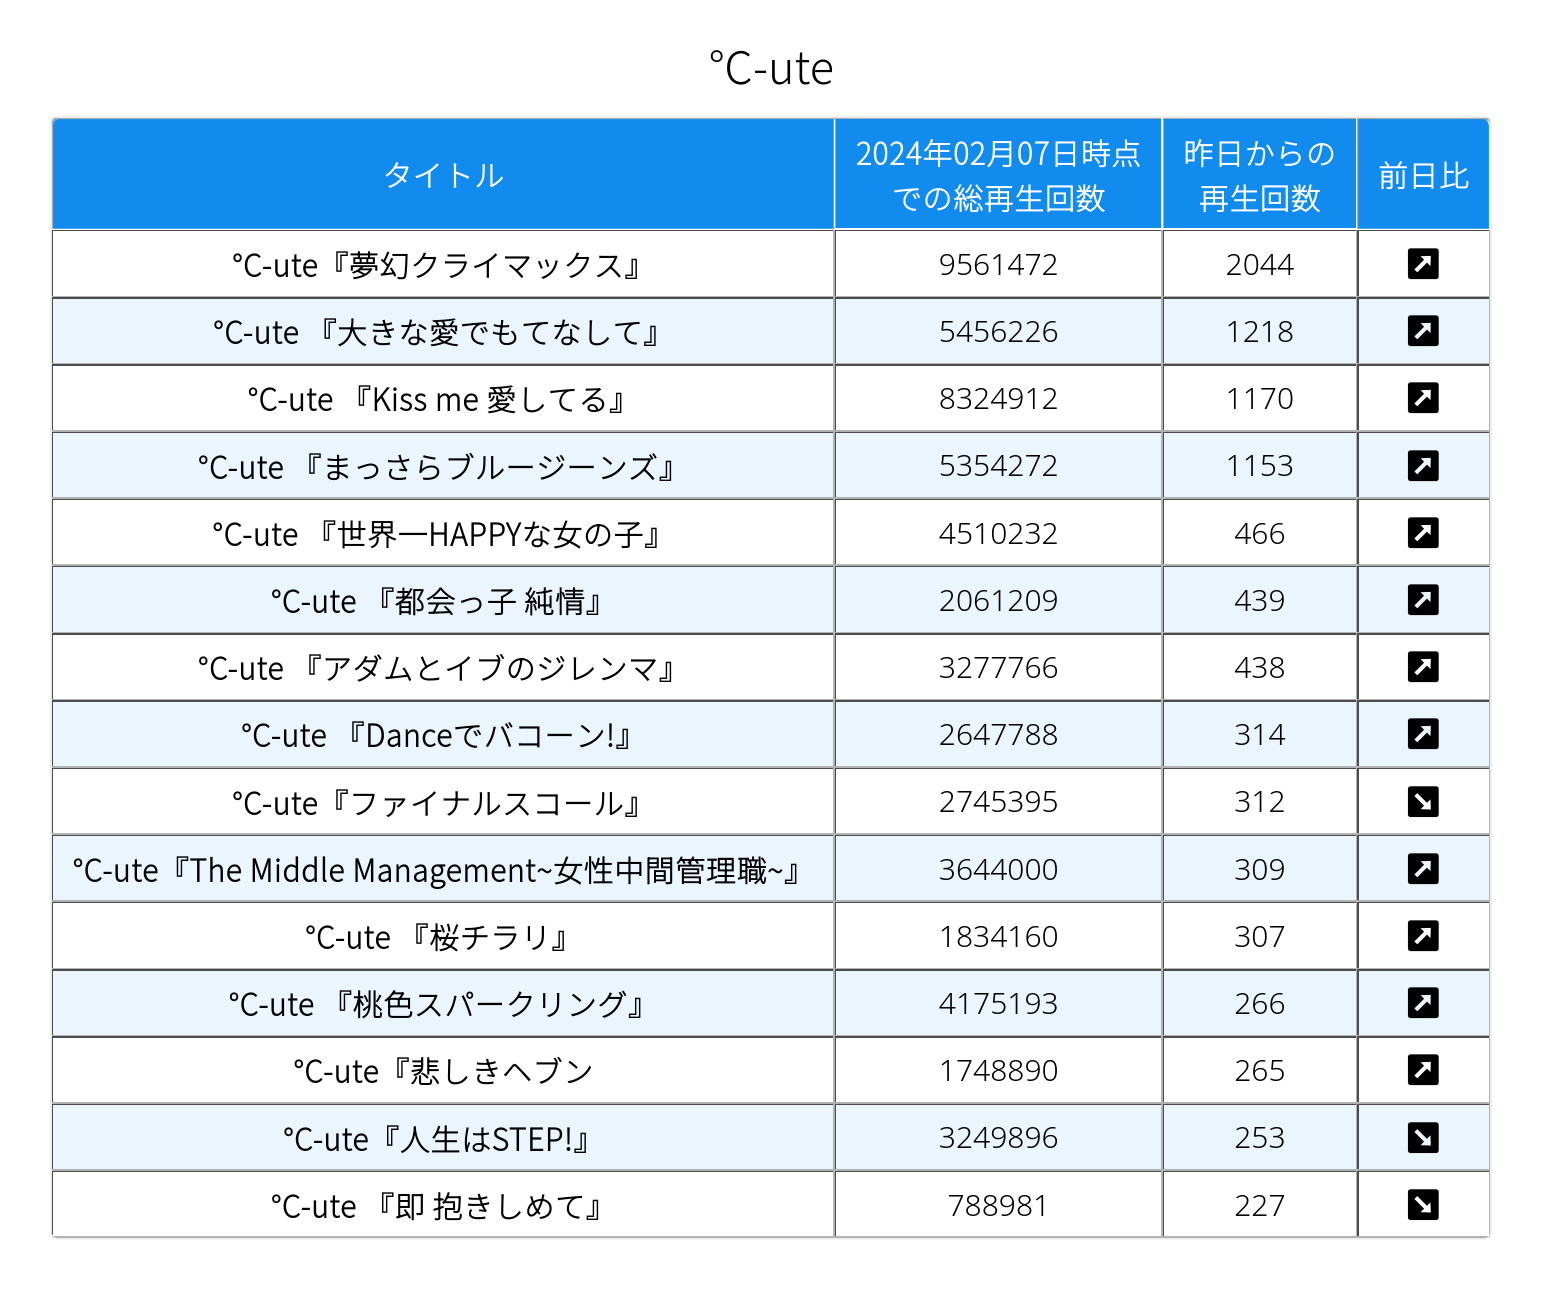 ℃-ute
タイトル 2024年02月07日時点 昨日からの 前日比
での総再生回数 再生回数
℃-ute『夢幻クライマックス』 9561472 2044 ↗
℃-ute 『大きな愛でもてなして』 5456226 1218 ↗
℃-ute 『Kiss me 愛してる』 8324912 1170 ↗
℃-ute 『まっさらブルージーンズ』 5354272 1153 ↗
℃-ute 『世界一HAPPYな女の子』 4510232 466 ↗
℃-ute 『都会っ子 純情』 2061209 439 ↗
℃-ute 『アダムとイブのジレンマ』 3277766 438 ↗
℃-ute 『Danceでバコーン!』 2647788 314 ↗
℃-ute『ファイナルスコール』 2745395 312 ↘
℃-ute『The Middle Management~女性中間管理職~』 3644000 309 ↗
℃-ute 『桜チラリ』 1834160 307 ↗
℃-ute 『桃色スパークリング』 4175193 266 ↗
℃-ute『悲しきヘブン 1748890 265 ↗
℃-ute『人生はSTEP!』 3249896 253 ↘
℃-ute 『即 抱きしめて』 788981 227 ↘